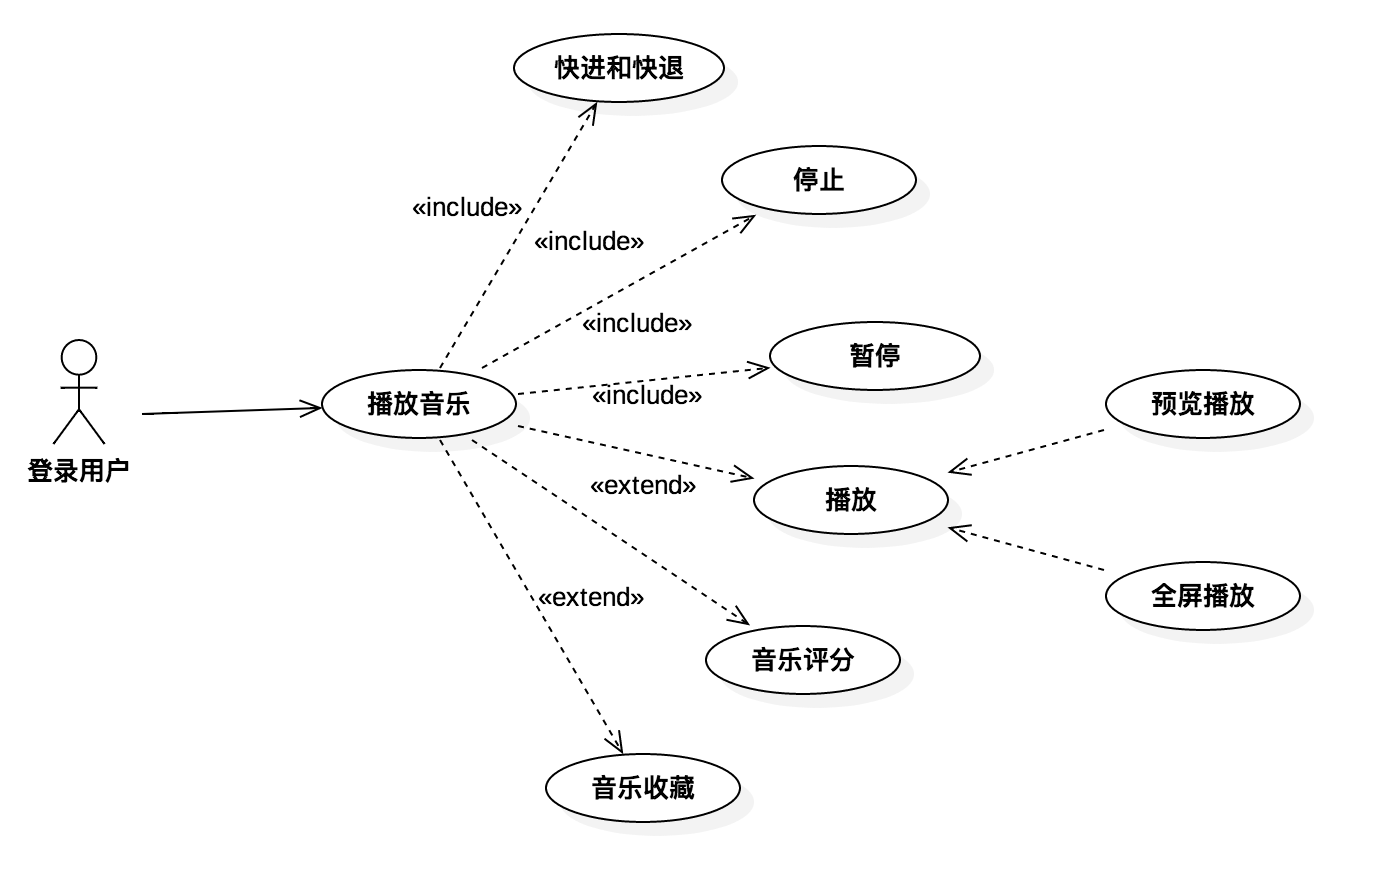 快进和快退
停止
«include»
«include»
«include»
暂停
«include»
登录用户
播放音乐
预览播放
«extend»
播放
全屏播放
«extend»
音乐评分
音乐收藏